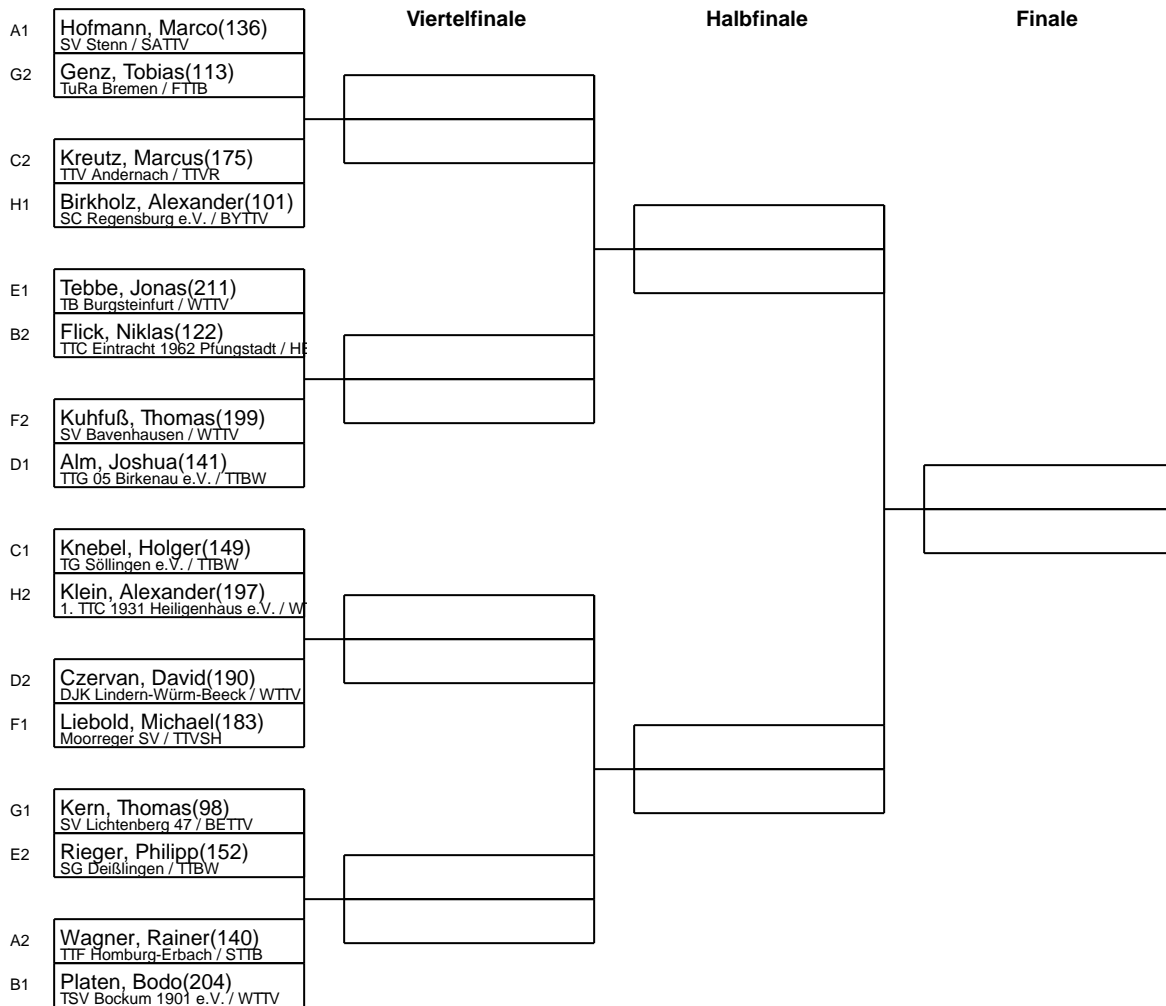 Viertelfinale Halbfinale Finale
A1 Hofmann, Marco(136)
SV Stenn / SATTV
G2 Genz, Tobias(113)
TuRa Bremen / FTTB
C2 Kreutz, Marcus(175)
TTV Andernach / TTVR
H1 Birkholz, Alexander(101)
SC Regensburg e.V. / BYTTV
E1 Tebbe, Jonas(211)
TB Burgsteinfurt / WTTV
B2 Flick, Niklas(122)
TTC Eintracht 1962 Pfungstadt /
F2 Kuhfuß, Thomas(199)
SV Bavenhausen / WTTV
D1 Alm, Joshua(141)
TTG 05 Birkenau e.V. / TTBW
C1 Knebel, Holger(149)
TG Söllingen e.V. / TTBW
H2 Klein, Alexander(197)
1. TTC 1931 Heiligenhaus e.V. /
D2 Czervan, David(190)
DJK Lindern-Würm-Beeck / WTTV
F1 Liebold, Michael(183)
Moorreger SV / TTVSH
G1 Kern, Thomas(98)
SV Lichtenberg 47 / BETTV
E2 Rieger, Philipp(152)
SG Deißlingen / TTBW
A2 Wagner, Rainer(140)
TTF Homburg-Erbach / STTB
B1 Platen, Bodo(204)
TSV Bockum 1901 e.V. / WTTV